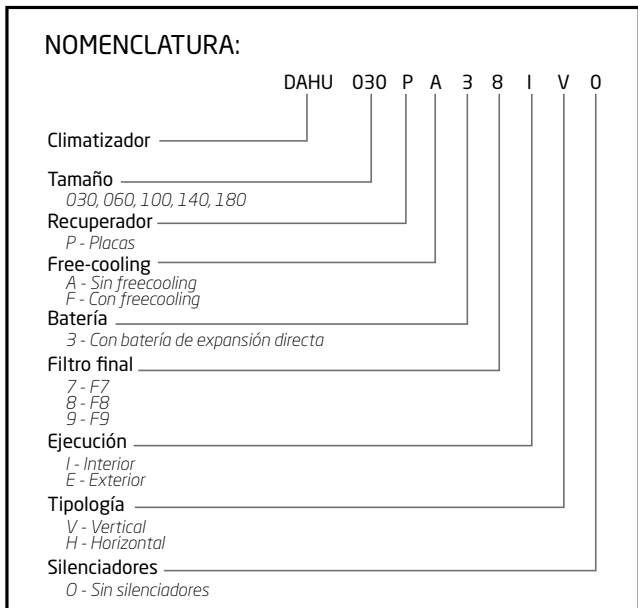 NOMENCLATURA:
DAHU 030 P A 3 8 I V 0
Climatizador
Tamaño
030, 060, 100, 140, 180
Recuperador
P - Placas
Free-cooling
A - Sin freecooling
F - Con freecooling
Batería
3 - Con batería de expansión directa
Filtro final
7 - F7
8 - F8
9 - F9
Ejecución
I - Interior
E - Exterior
Tipología
V - Vertical
H - Horizontal
Silenciadores
0 - Sin silenciadores